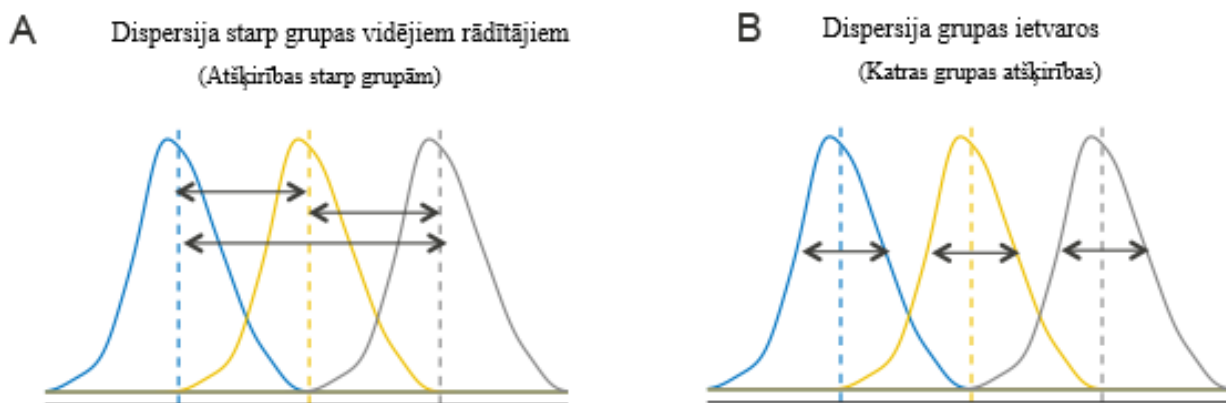 A
Dispersija starp grupas vidējiem rādītājiem
(Atšķirības starp grupām)
B
Dispersija grupas ietvaros
(Katras grupas atšķirības)